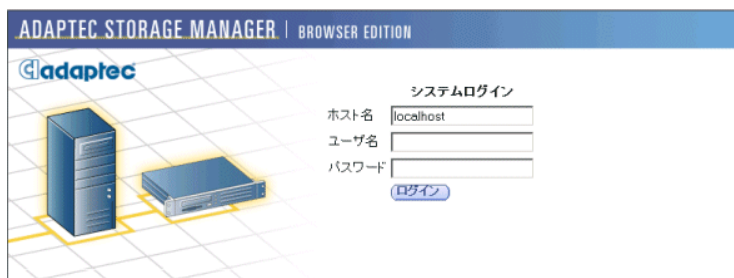 ADAPTEC STORAGE MANAGER | BROWSER EDITION
adaptec
システムログイン
ホスト名 localhost
ユーザ名
パスワード
ログイン